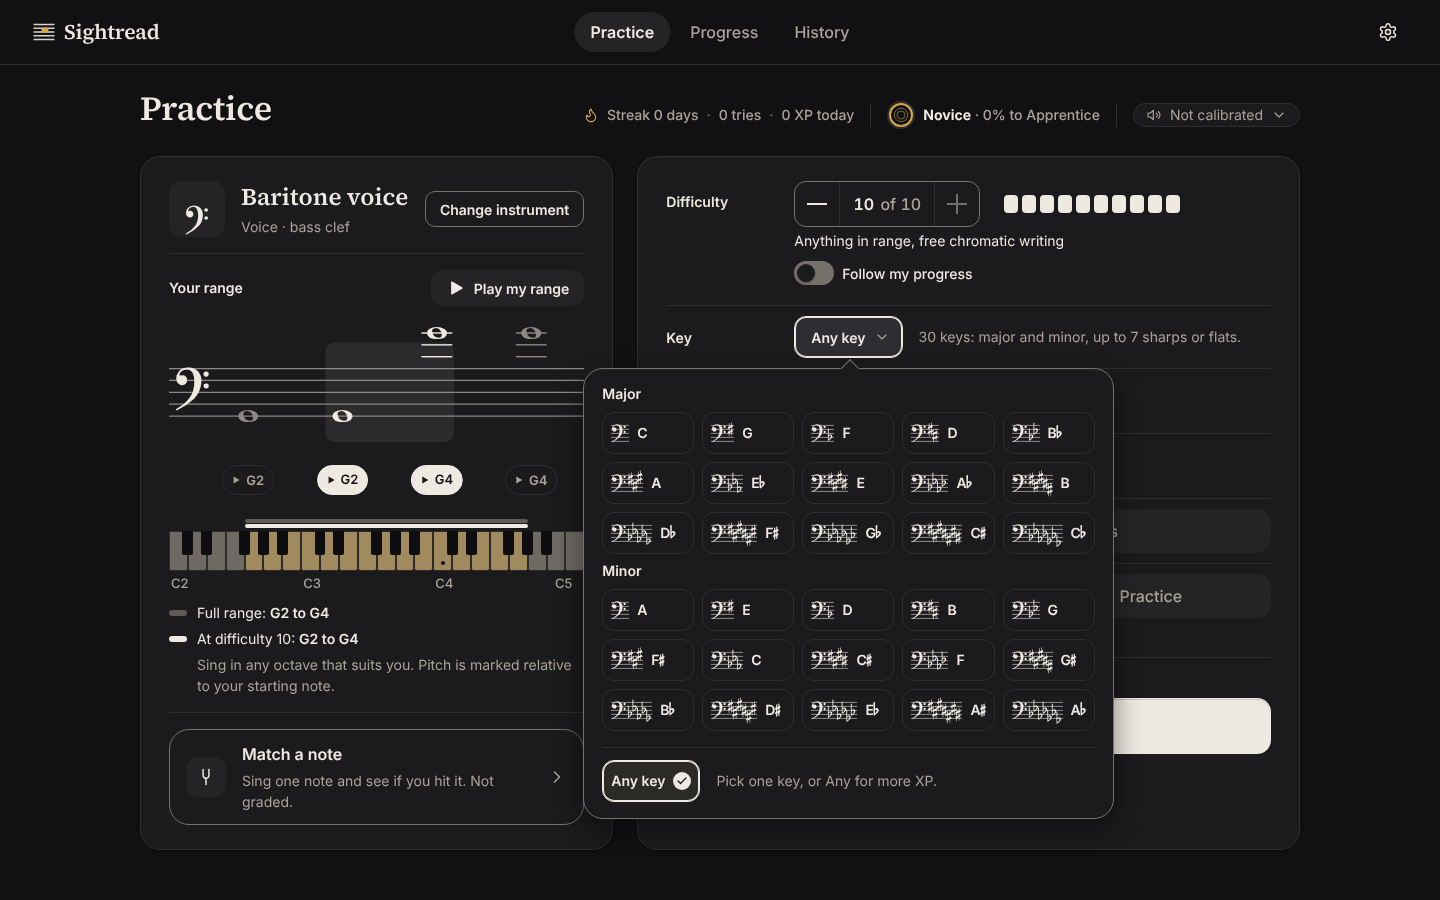 Sightread
Practice
Progress
History
Practice
Streak 0 days · 0 tries · 0 XP today
Novice · 0% to Apprentice
Not calibrated
Baritone voice
Voice · bass clef
Change instrument
Your range
Play my range
G2
G2
G4
G4
C2
C3
C4
C5
Full range: G2 to G4
At difficulty 10: G2 to G4
Sing in any octave that suits you. Pitch is marked relative
to your starting note.
Match a note
Sing one note and see if you hit it. Not
graded.
Difficulty
10 of 10
Anything in range, free chromatic writing
Follow my progress
Key
Any key
30 keys: major and minor, up to 7 sharps or flats.
Major
C G F D B♭
A E♭ E A♭ B
D♭ F♯ G♭ C♯ C♭
Minor
A E D B G
F♯ C C♯ F G♯
B♭ D♯ E♭ A♯ A♭
Any key
Pick one key, or Any for more XP.
s
Practice